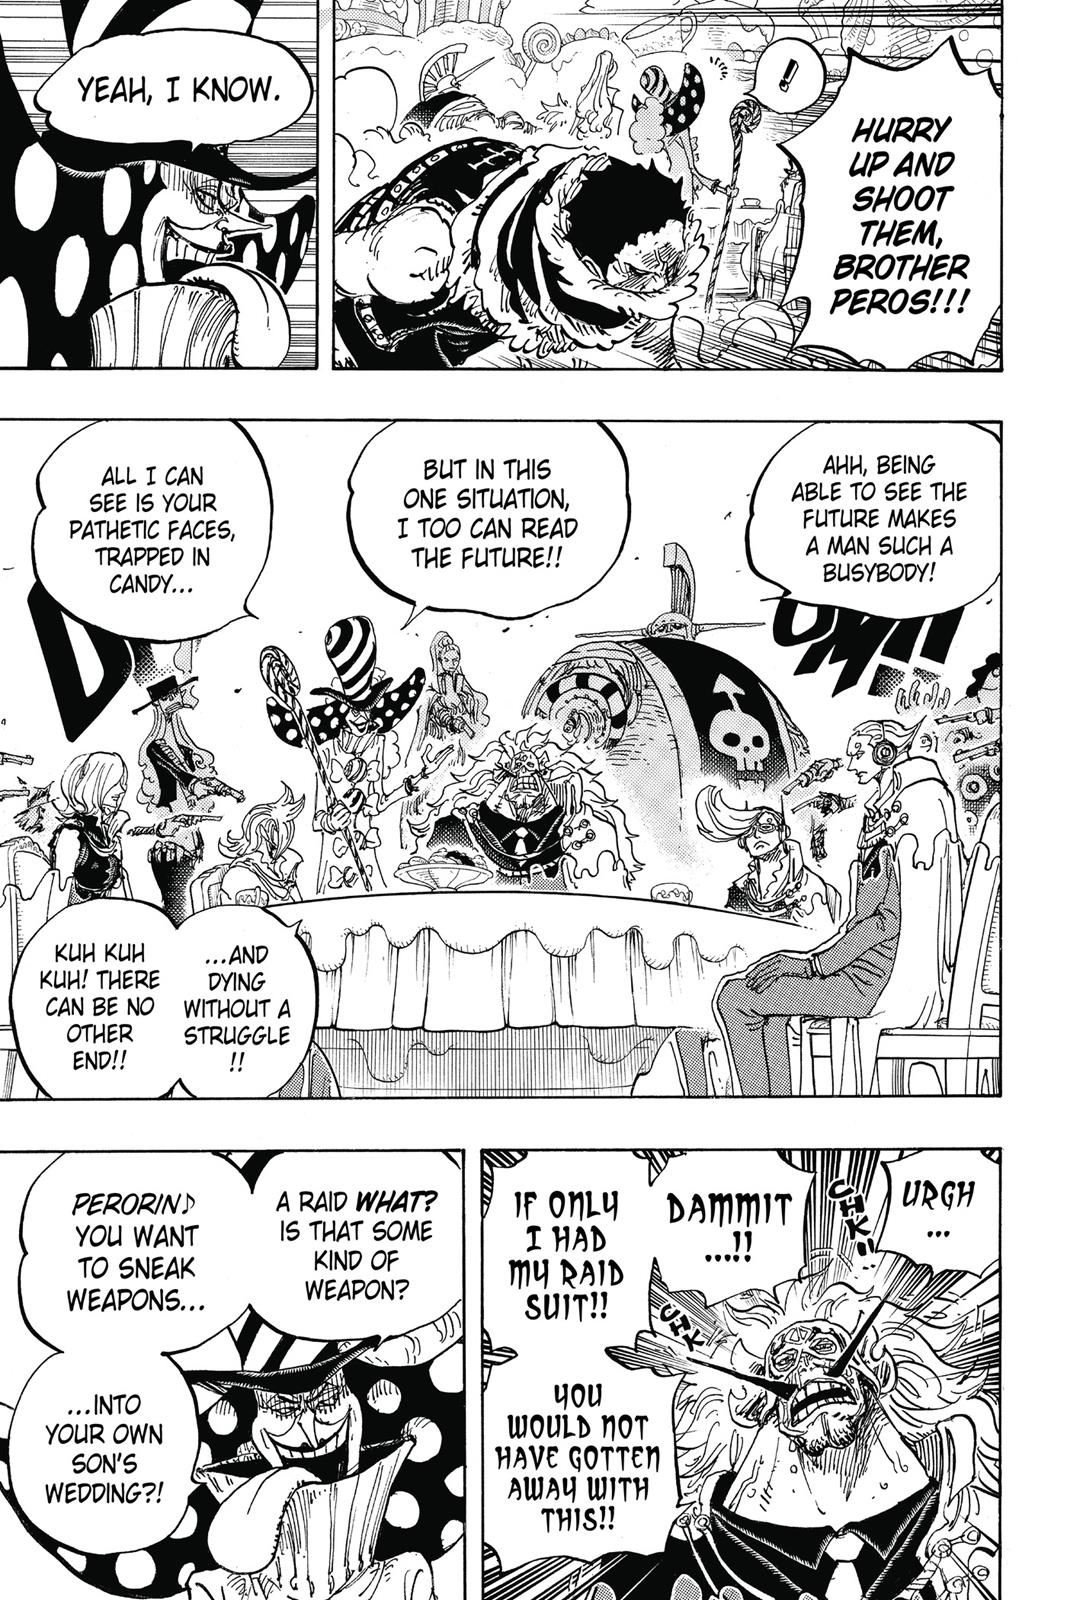 HURRY
UP AND
SHOOT
THEM,
BROTHER
PEROS!!!
!
YEAH, I KNOW.
AHH, BEING
ABLE TO SEE THE
FUTURE MAKES
A MAN SUCH A
BUSYBODY!
BUT IN THIS
ONE SITUATION,
I TOO CAN READ
THE FUTURE!!
ALL I CAN
SEE IS YOUR
PATHETIC FACES,
TRAPPED IN
CANDY...
...AND
DYING
WITHOUT A
STRUGGLE
!!
KUH KUH
KUH! THERE
CAN BE NO
OTHER
END!!
URGH
...
CHK!!
DAMMIT
...!!
CHK
IF ONLY
I HAD
MY RAID
SUIT!!
YOU
WOULD NOT
HAVE GOTTEN
AWAY WITH
THIS!!
A RAID WHAT?
IS THAT SOME
KIND OF
WEAPON?
PERORIN♪
YOU WANT
TO SNEAK
WEAPONS...
...INTO
YOUR OWN
SON'S
WEDDING?!